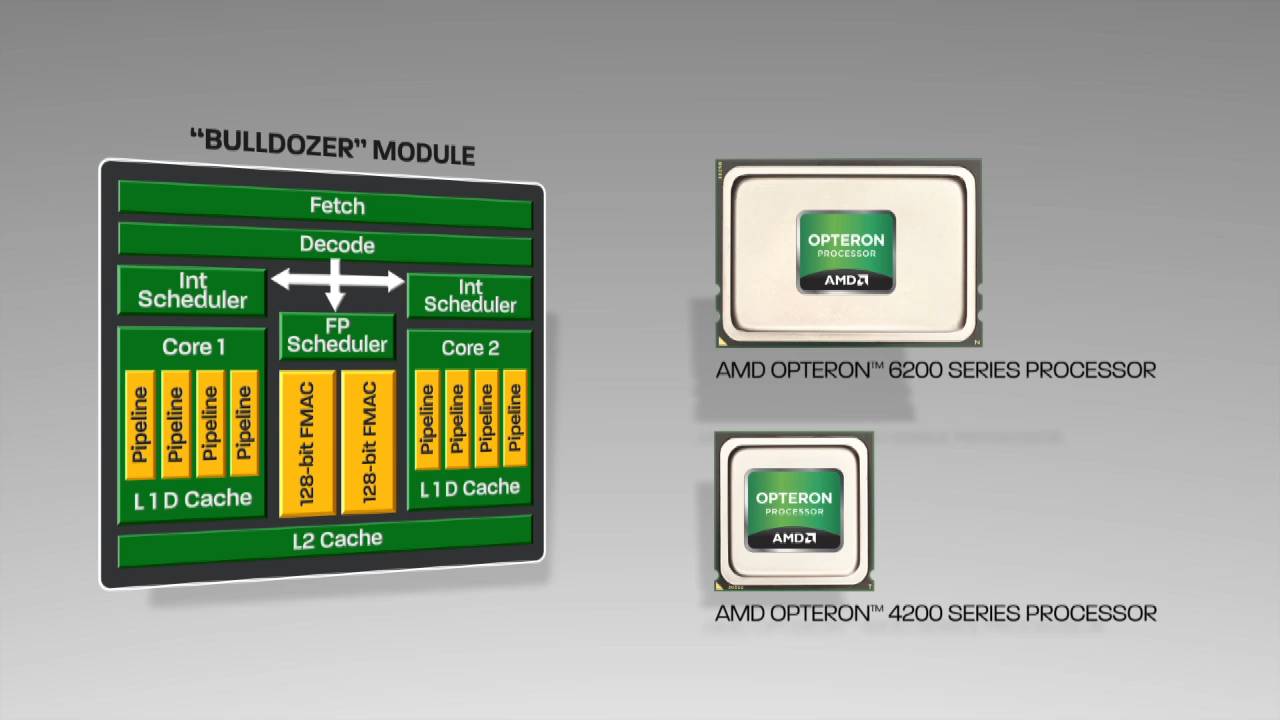 “BULLDOZER” MODULE
Fetch
Decode
Int
Scheduler
Int
Scheduler
FP
Scheduler
Core 1
Pipeline
Pipeline
Pipeline
Pipeline
L1 D Cache
128-bit FMAC
128-bit FMAC
Core 2
Pipeline
Pipeline
Pipeline
Pipeline
L1 D Cache
L2 Cache
OPTERON
PROCESSOR
AMD
AMD OPTERON™ 6200 SERIES PROCESSOR
OPTERON
PROCESSOR
AMD
AMD OPTERON™ 4200 SERIES PROCESSOR